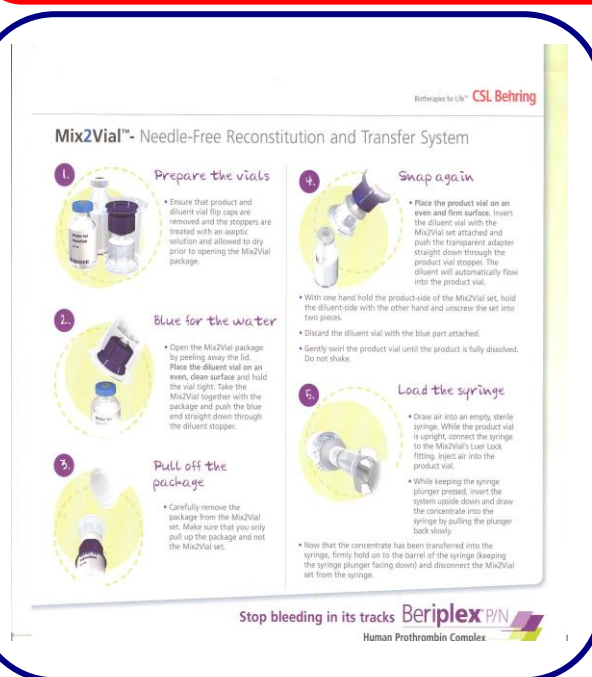 Biotherapies for Life™ CSL Behring
Mix2Vial™- Needle-Free Reconstitution and Transfer System
1.
Prepare the vials
• Ensure that product and
diluent vial flip caps are
removed and the stoppers are
treated with an aseptic
solution and allowed to dry
prior to opening the Mix2Vial
package.
2.
Blue for the water
• Open the Mix2Vial package
by peeling away the lid.
Place the diluent vial on an
even, clean surface and hold
the vial tight. Take the
Mix2Vial together with the
package and push the blue
end straight down through
the diluent stopper.
3.
Pull off the
package
• Carefully remove the
package from the Mix2Vial
set. Make sure that you only
pull up the package and not
the Mix2Vial set.
4.
Snap again
• Place the product vial on an
even and firm surface. Invert
the diluent vial with the
Mix2Vial set attached and
push the transparent adapter
straight down through the
product vial stopper. The
diluent will automatically flow
into the product vial.
• With one hand hold the product-side of the Mix2Vial set, hold
the diluent-side with the other hand and unscrew the set into
two pieces.
• Discard the diluent vial with the blue part attached.
• Gently swirl the product vial until the product is fully dissolved.
Do not shake.
5.
Load the syringe
• Draw air into an empty, sterile
syringe. While the product vial
is upright, connect the syringe
to the Mix2Vial's Luer Lock
fitting. Inject air into the
product vial.
• While keeping the syringe
plunger pressed, invert the
system upside down and draw
the concentrate into the
syringe by pulling the plunger
back slowly.
• Now that the concentrate has been transferred into the
syringe, firmly hold on to the barrel of the syringe (keeping
the syringe plunger facing down) and disconnect the Mix2Vial
set from the syringe.
Stop bleeding in its tracks Beriplex P/N
Human Prothrombin Complex